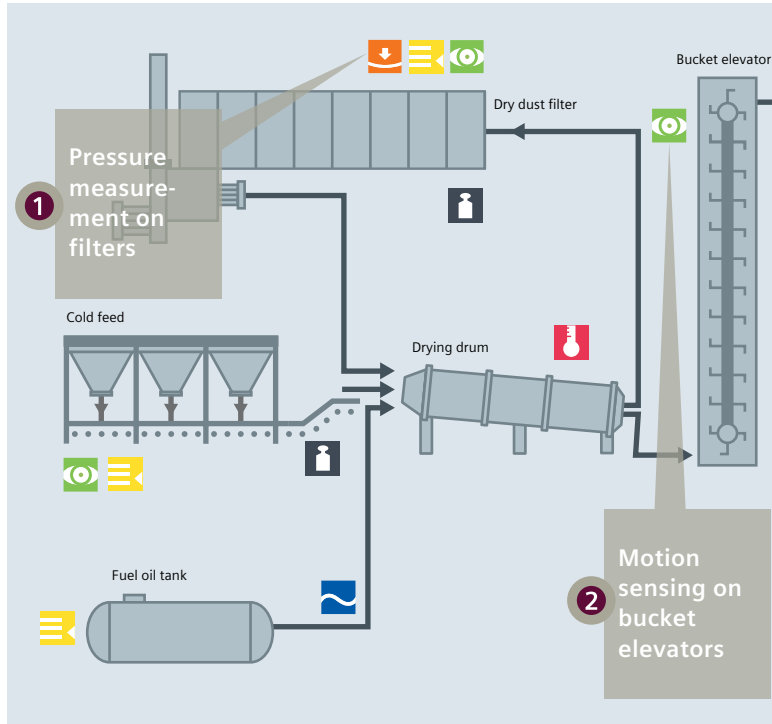 Bucket elevator
Dry dust filter
1
Pressure
measure-
ment on
filters
Cold feed
Drying drum
Fuel oil tank
2
Motion
sensing on
bucket
elevators